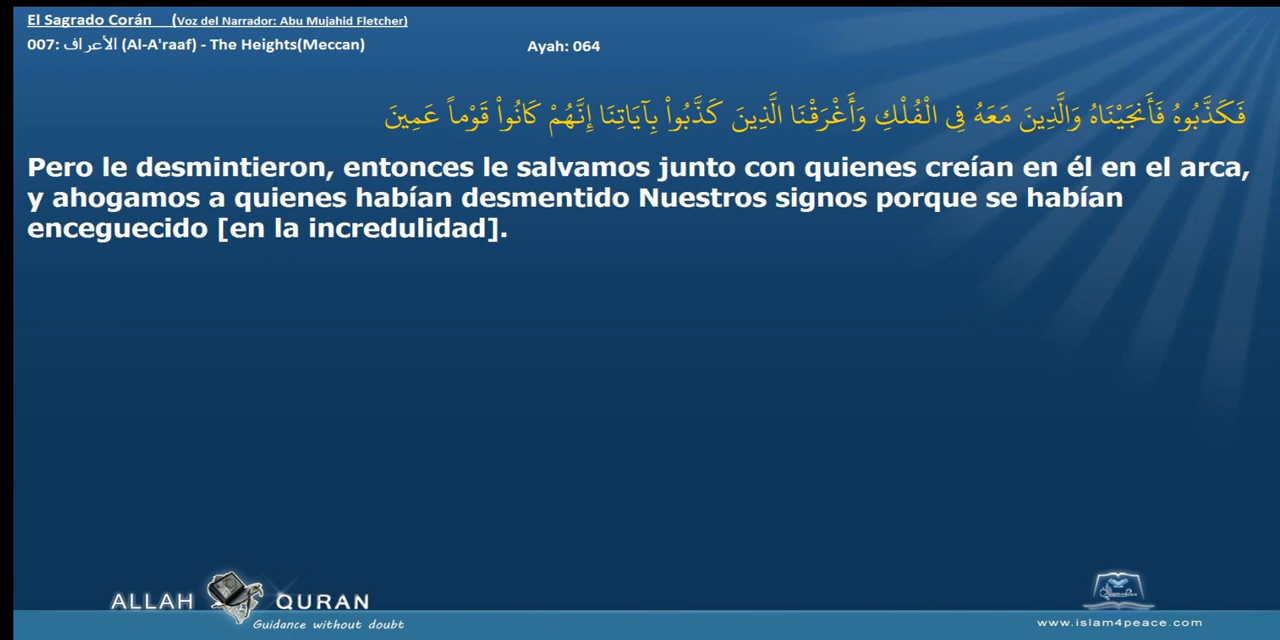 El Sagrado Corán (Voz del Narrador: Abu Mujahid Fletcher)
007: الأعراف (Al-A'raaf) - The Heights(Meccan) Ayah: 064
فَكَذَّبُوهُ فَأَنجَيْنَاهُ وَالَّذِينَ مَعَهُ فِي الْفُلْكِ وَأَغْرَقْنَا الَّذِينَ كَذَّبُواْ بِآيَاتِنَا إِنَّهُمْ كَانُواْ قَوْماً عَمِينَ
Pero le desmintieron, entonces le salvamos junto con quienes creían en él en el arca,
y ahogamos a quienes habían desmentido Nuestros signos porque se habían
enceguecido [en la incredulidad].
ALLAH QURAN
Guidance without doubt
www.islam4peace.com